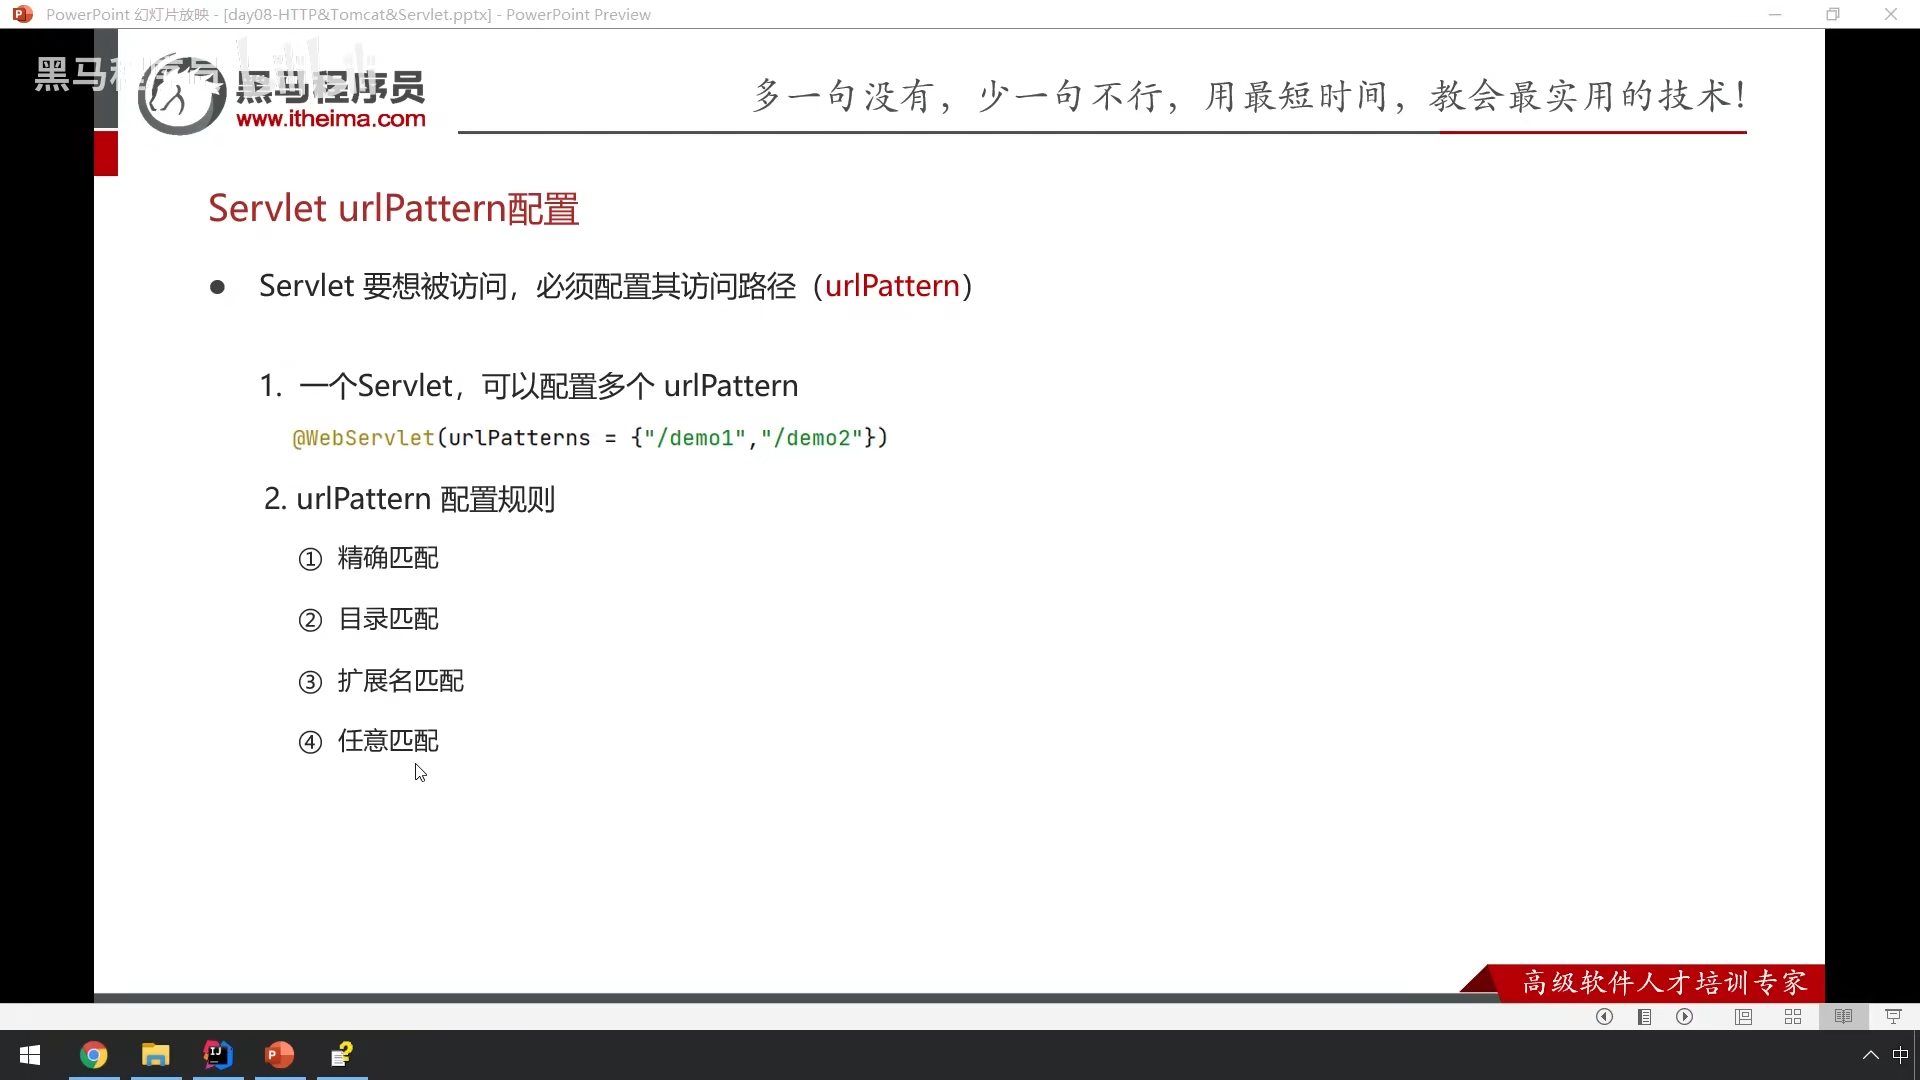 PowerPoint 幻灯片放映 - [day08-HTTP&Tomcat&Servlet.pptx] - PowerPoint Preview
黑马程序员
黑马程序员
www.itheima.com
多一句没有，少一句不行，用最短时间，教会最实用的技术！
Servlet urlPattern配置
● Servlet 要想被访问，必须配置其访问路径（urlPattern）
1. 一个Servlet，可以配置多个 urlPattern
@WebServlet(urlPatterns = {"/demo1","/demo2"})
2. urlPattern 配置规则
① 精确匹配
② 目录匹配
③ 扩展名匹配
④ 任意匹配
高级软件人才培训专家
中